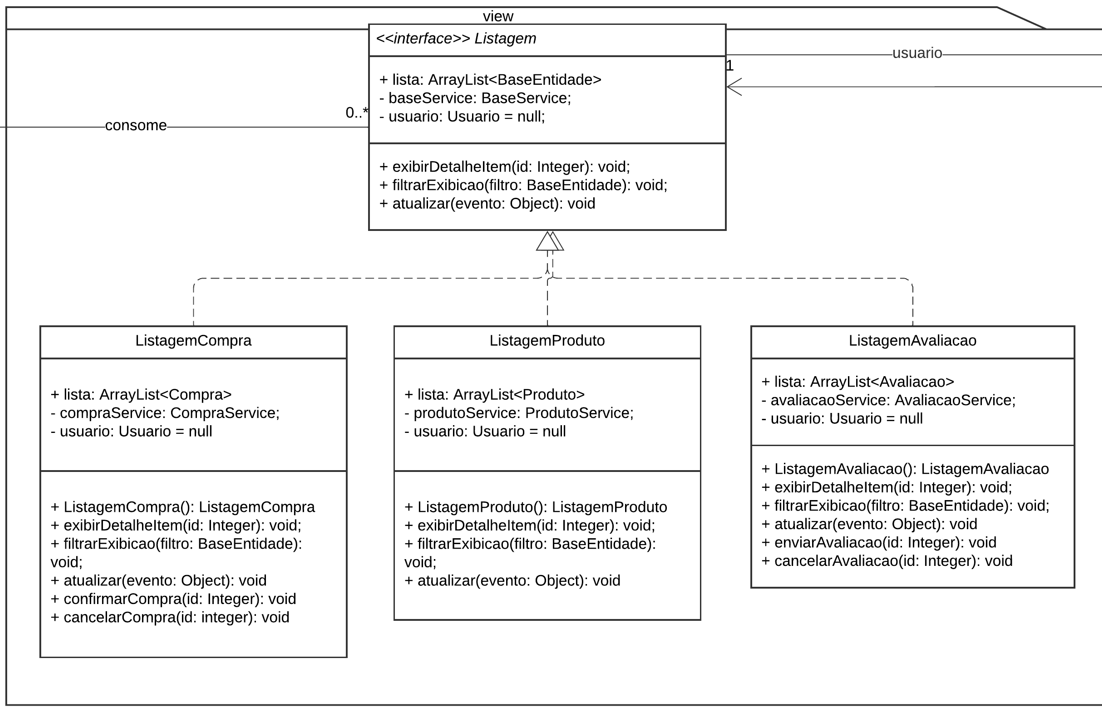 view
<<interface>> Listagem
+ lista: ArrayList<BaseEntidade>
- baseService: BaseService;
- usuario: Usuario = null;
+ exibirDetalheItem(id: Integer): void;
+ filtrarExibicao(filtro: BaseEntidade): void;
+ atualizar(evento: Object): void
usuario
1
0..*
consome
ListagemCompra
+ lista: ArrayList<Compra>
- compraService: CompraService;
- usuario: Usuario = null
+ ListagemCompra(): ListagemCompra
+ exibirDetalheItem(id: Integer): void;
+ filtrarExibicao(filtro: BaseEntidade):
void;
+ atualizar(evento: Object): void
+ confirmarCompra(id: Integer): void
+ cancelarCompra(id: integer): void
ListagemProduto
+ lista: ArrayList<Produto>
- produtoService: ProdutoService;
- usuario: Usuario = null
+ ListagemProduto(): ListagemProduto
+ exibirDetalheItem(id: Integer): void;
+ filtrarExibicao(filtro: BaseEntidade):
void;
+ atualizar(evento: Object): void
ListagemAvaliacao
+ lista: ArrayList<Avaliacao>
- avaliacaoService: AvaliacaoService;
- usuario: Usuario = null
+ ListagemAvaliacao(): ListagemAvaliacao
+ exibirDetalheItem(id: Integer): void;
+ filtrarExibicao(filtro: BaseEntidade): void;
+ atualizar(evento: Object): void
+ enviarAvaliacao(id: Integer): void
+ cancelarAvaliacao(id: Integer): void